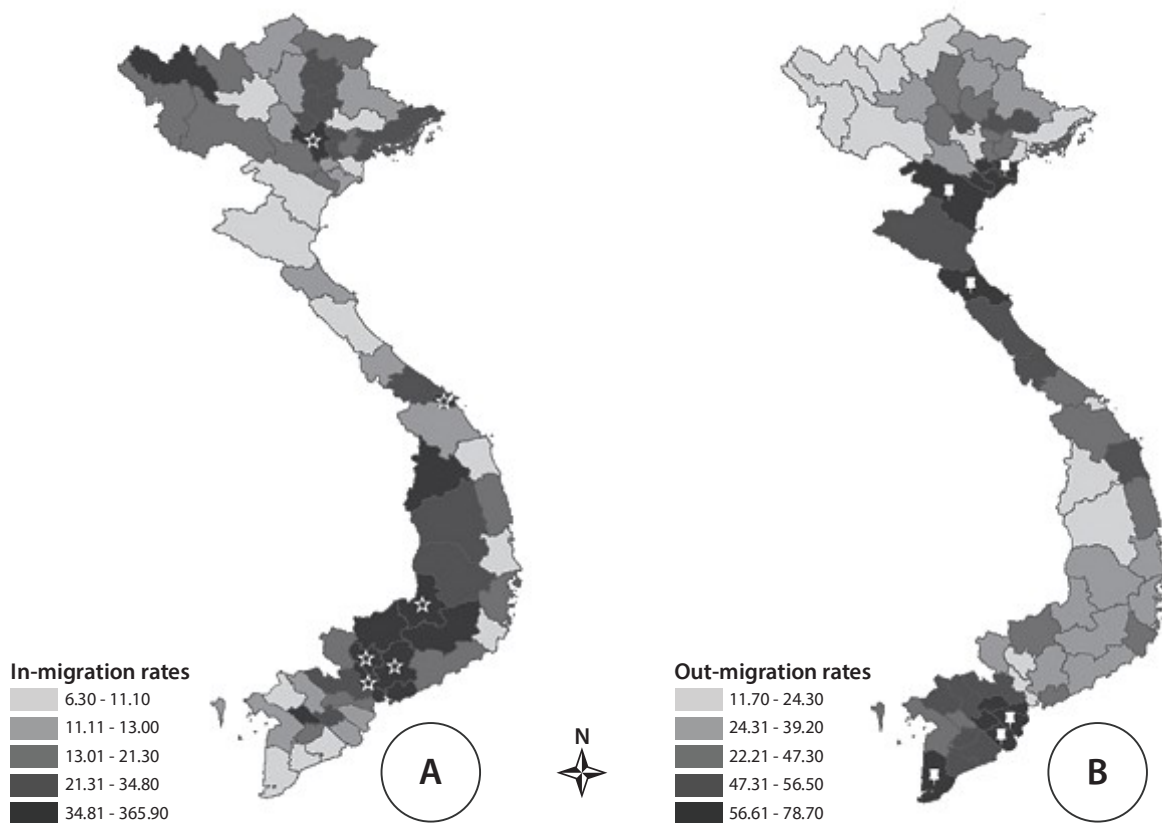 In-migration rates
6.30 - 11.10
11.11 - 13.00
13.01 - 21.30
21.31 - 34.80
34.81 - 365.90
A
N
Out-migration rates
11.70 - 24.30
24.31 - 39.20
22.21 - 47.30
47.31 - 56.50
56.61 - 78.70
B